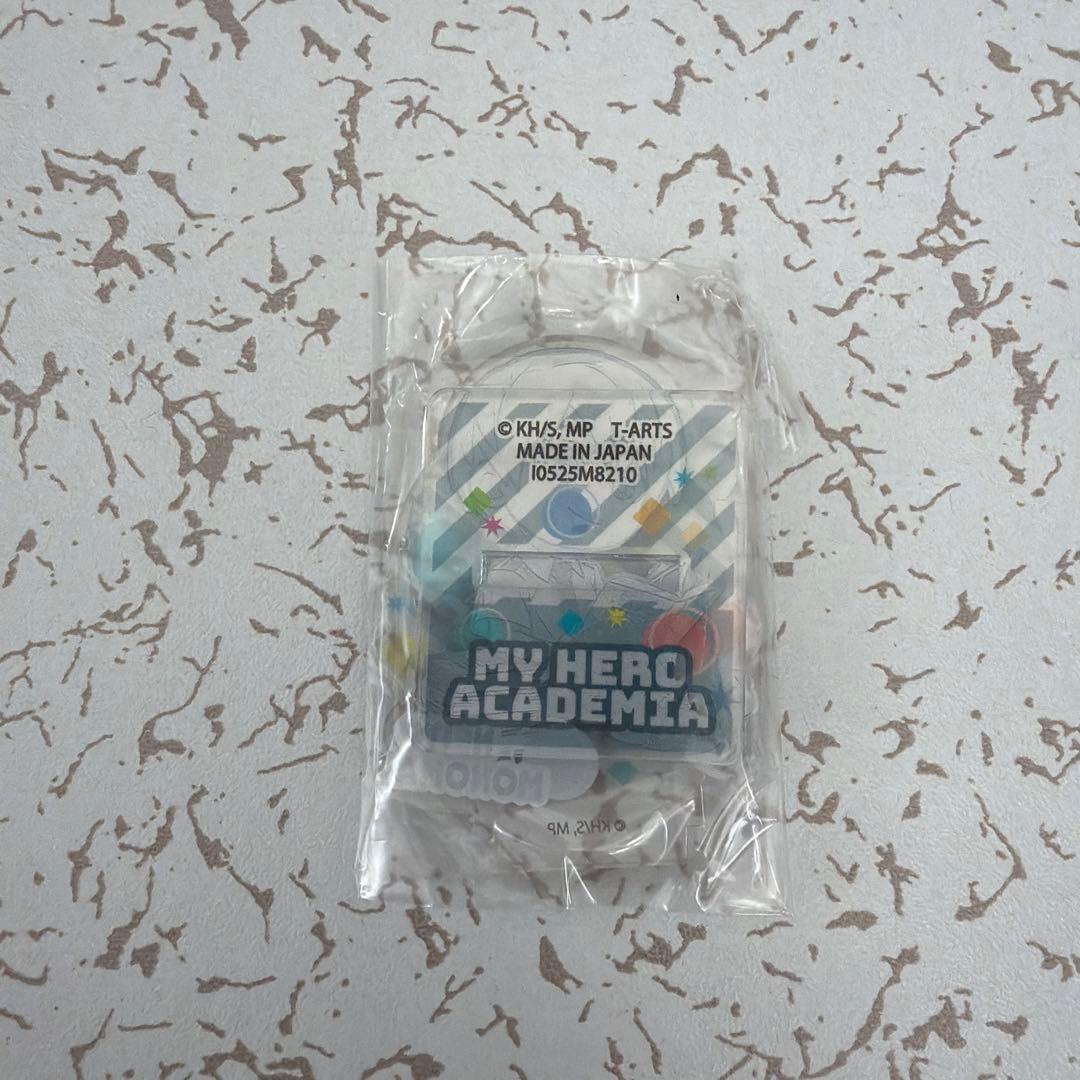 © KH/S, MP T-ARTS
MADE IN JAPAN
I0525M8210
MY HERO
ACADEMIA
© KH/S, MP